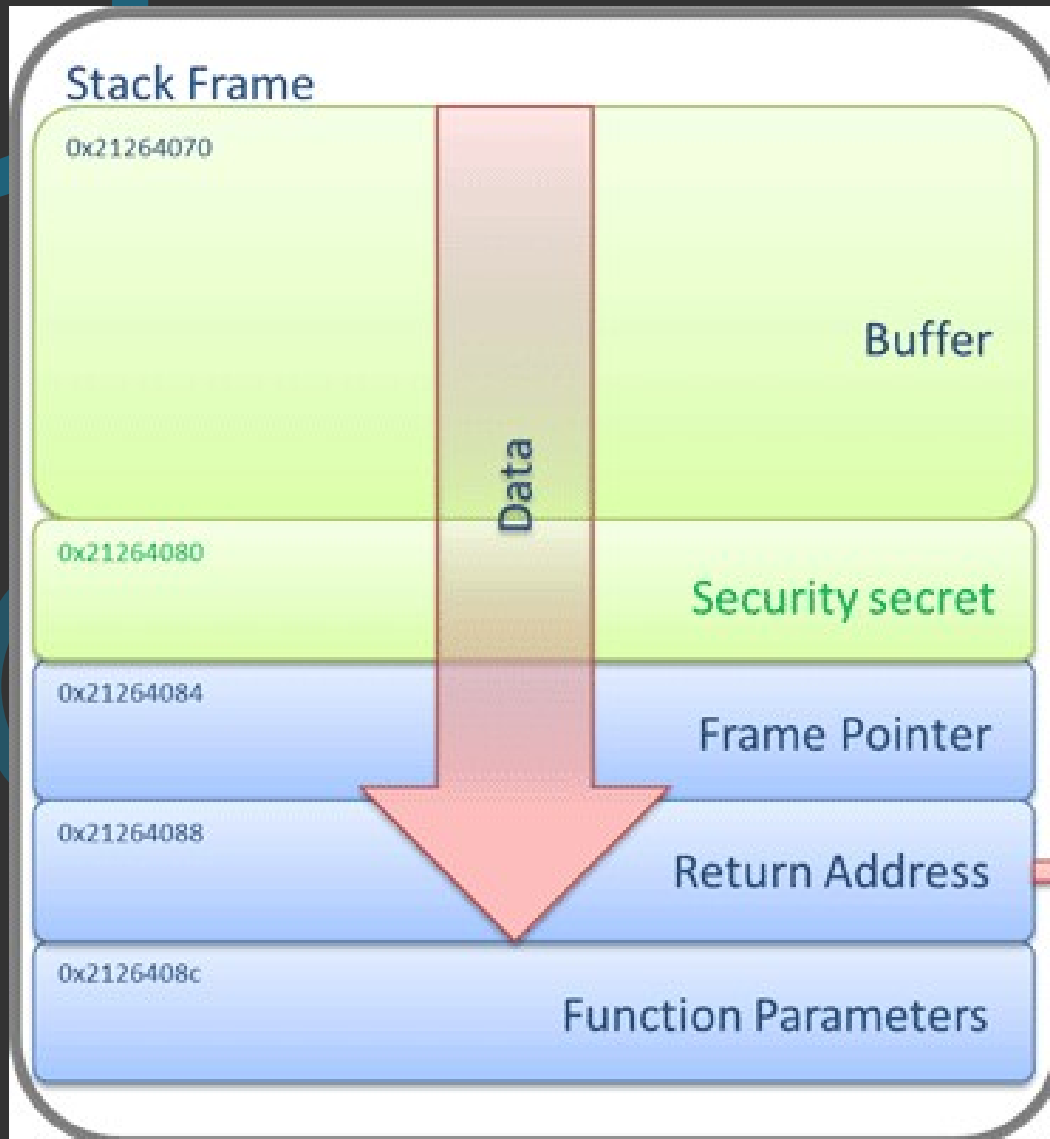 Stack Frame
0x21264070
Buffer
Data
0x21264080
Security secret
0x21264084
Frame Pointer
0x21264088
Return Address
0x2126408c
Function Parameters